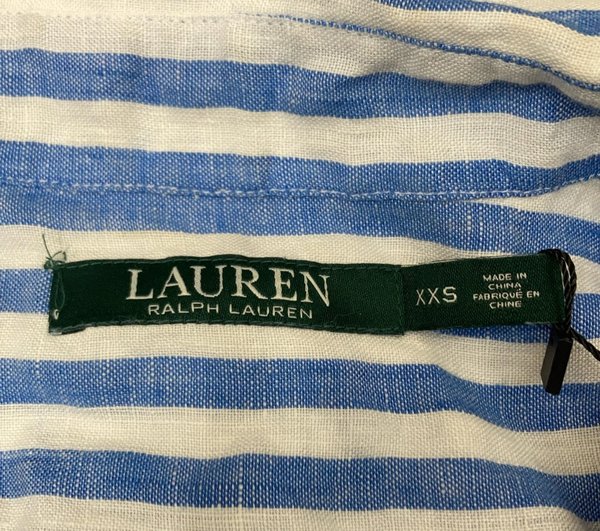 LAUREN
RALPH LAUREN
XXS
MADE IN
CHINA
FABRIQUÉ EN
CHINE